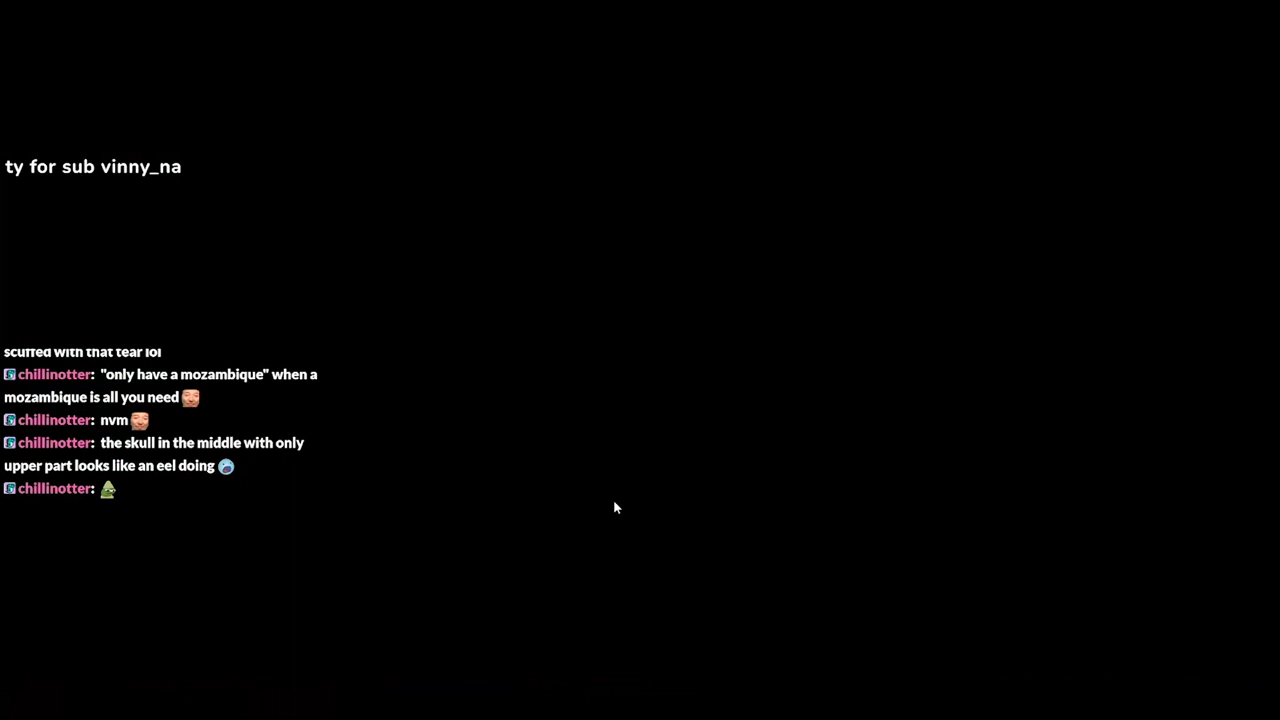 ty for sub vinny_na
scuffed with that tear lol
chillinotter: "only have a mozambique" when a
mozambique is all you need
chillinotter: nvm
chillinotter: the skull in the middle with only
upper part looks like an eel doing
chillinotter: